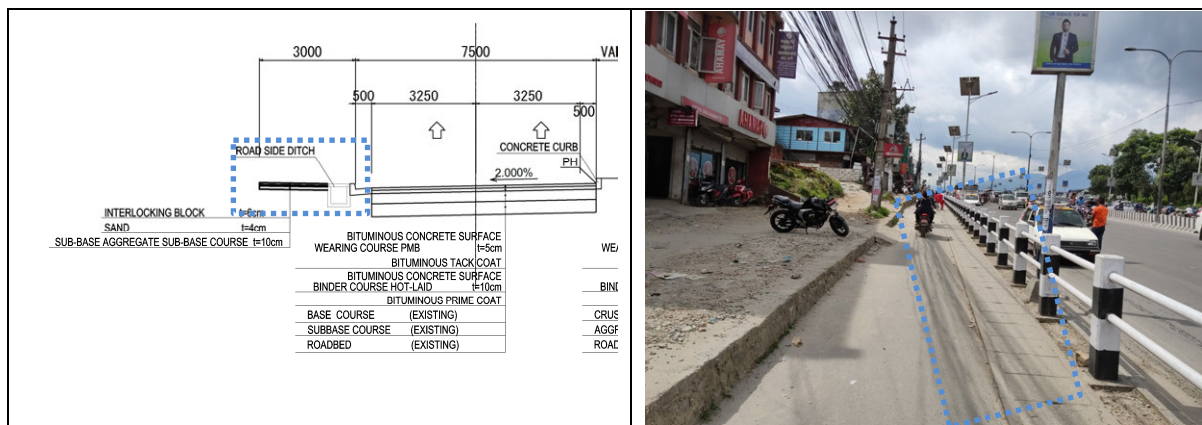 3000
7500
VAI
500
3250
3250
500
ROAD SIDE DITCH
CONCRETE CURB
PH
2.000%
INTERLOCKING BLOCK t=6cm
SAND t=4cm
SUB-BASE AGGREGATE SUB-BASE COURSE t=10cm
BITUMINOUS CONCRETE SURFACE
WEARING COURSE PMB t=5cm
BITUMINOUS TACK COAT
BITUMINOUS CONCRETE SURFACE
BINDER COURSE HOT-LAID t=10cm
BITUMINOUS PRIME COAT
BASE COURSE (EXISTING)
SUBBASE COURSE (EXISTING)
ROADBED (EXISTING)
WEA
BIND
CRUS
AGGR
ROAD